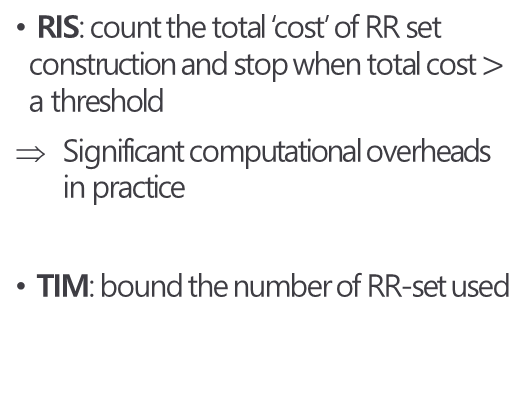 • RIS: count the total ‘cost’ of RR set
construction and stop when total cost >
a threshold
⇒ Significant computational overheads
in practice
• TIM: bound the number of RR-set used